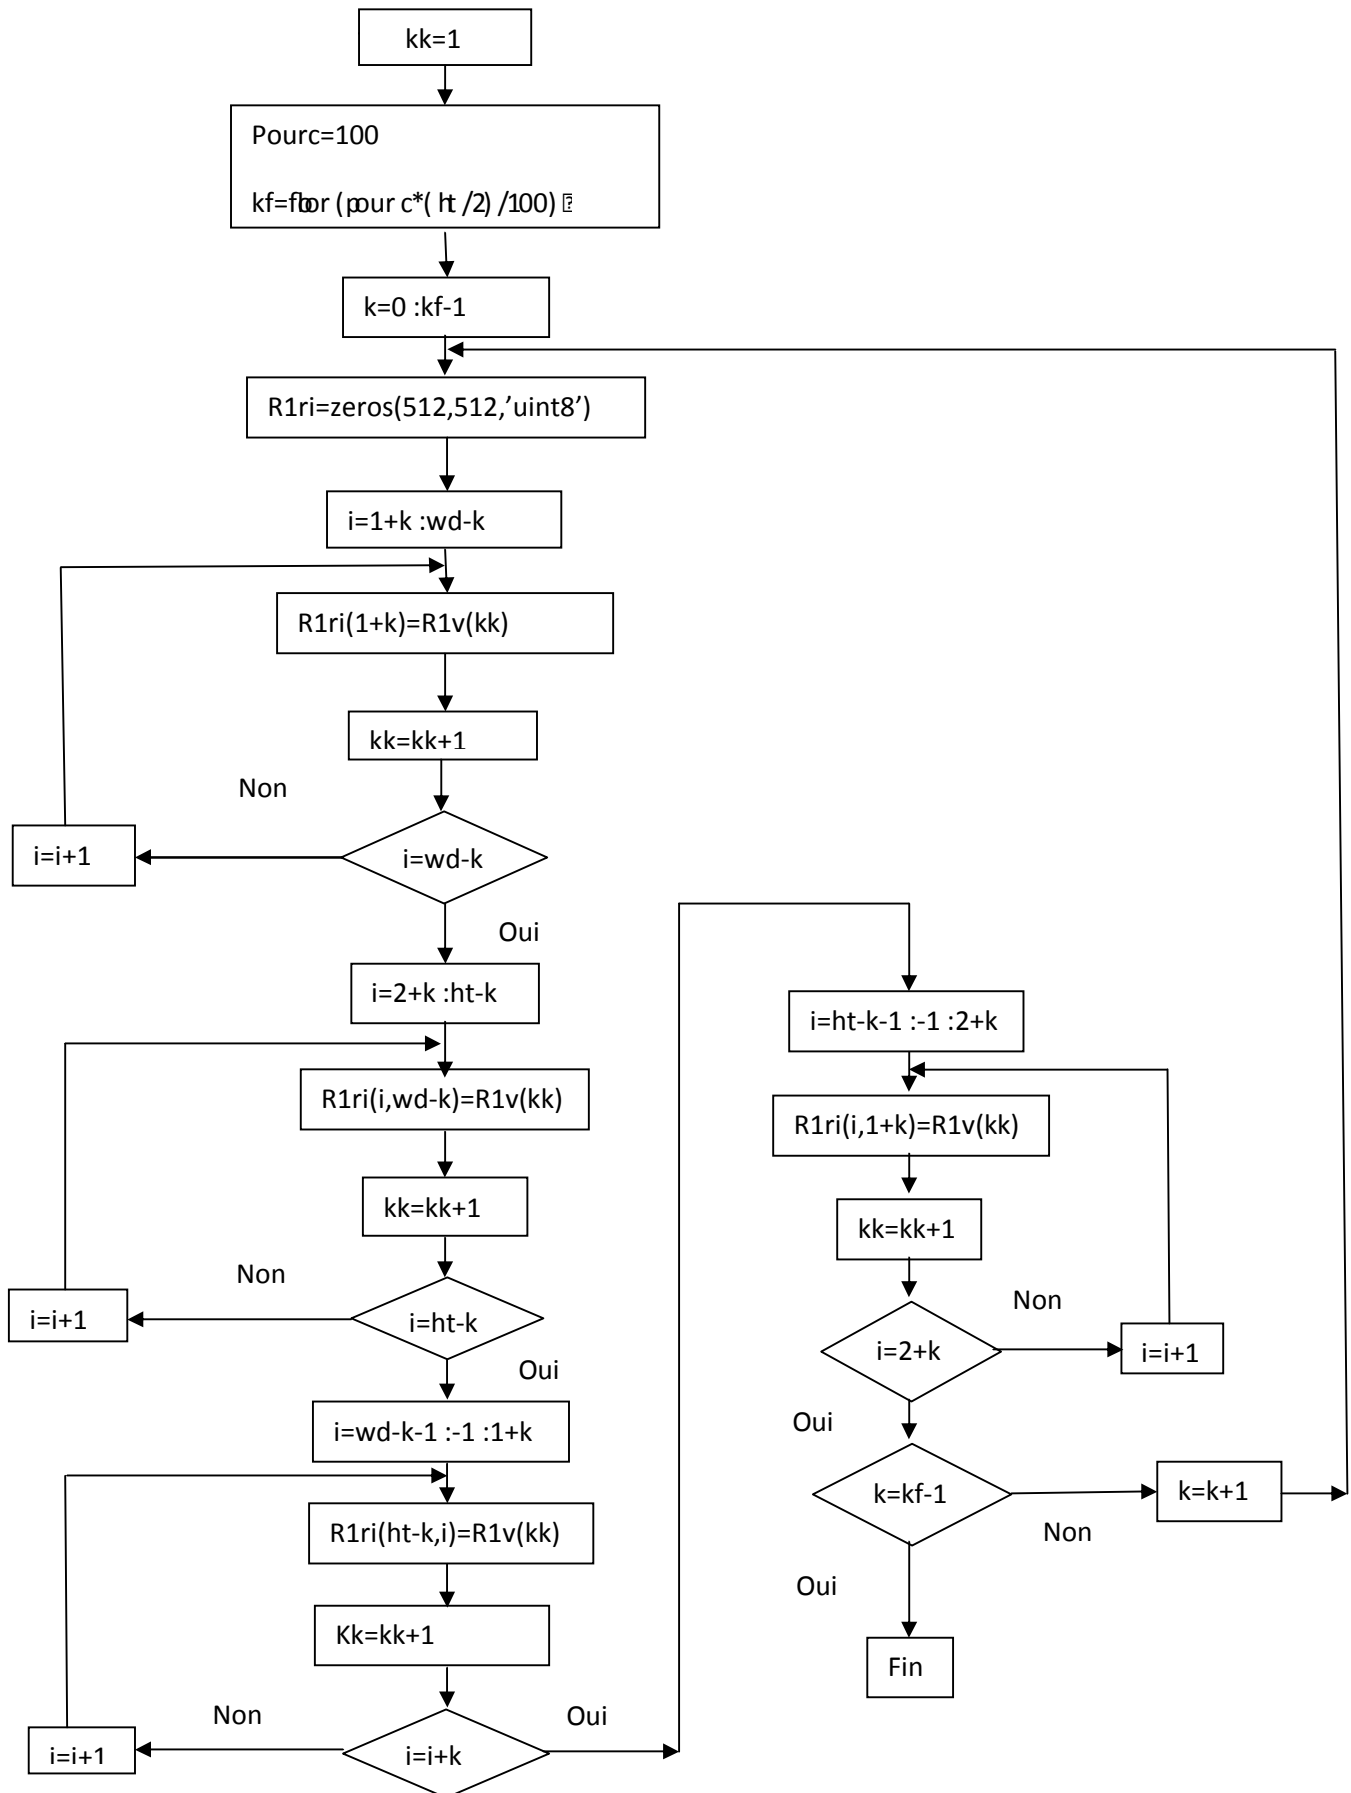 kk=1
Pourc=100
kf=floor (pour c*( ht /2) /100)
k=0 :kf-1
R1ri=zeros(512,512,’uint8’)
i=1+k :wd-k
R1ri(1+k)=R1v(kk)
kk=kk+1
Non
i=i+1
i=wd-k
Oui
i=2+k :ht-k
R1ri(i,wd-k)=R1v(kk)
kk=kk+1
Non
i=i+1
i=ht-k
Oui
i=wd-k-1 :-1 :1+k
R1ri(ht-k,i)=R1v(kk)
Kk=kk+1
Non
i=i+1
i=i+k
Oui
i=ht-k-1 :-1 :2+k
R1ri(i,1+k)=R1v(kk)
kk=kk+1
Non
i=2+k
i=i+1
Oui
k=kf-1
k=k+1
Non
Oui
Fin